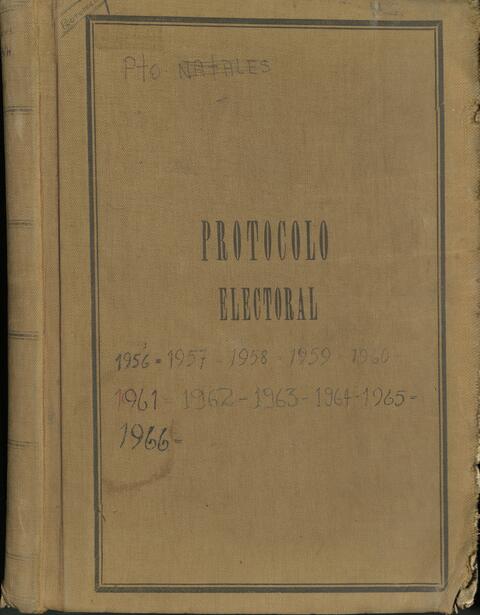 Pto NATALES
PROTOCOLO
ELECTORAL
1956 = 1957 - 1958 - 1959 - 1960
1961 - 1962 - 1963 - 1964 - 1965 =
1966 =